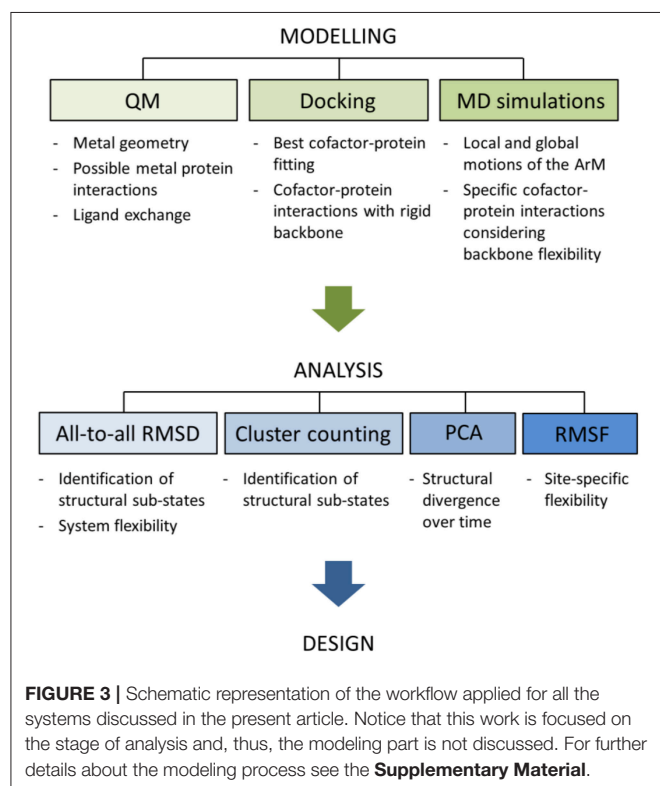 MODELLING
QM
- Metal geometry
- Possible metal protein
interactions
- Ligand exchange
Docking
- Best cofactor-protein
fitting
- Cofactor-protein
interactions with rigid
backbone
MD simulations
- Local and global
motions of the ArM
- Specific cofactor-
protein interactions
considering
backbone flexibility
ANALYSIS
All-to-all RMSD
- Identification of
structural sub-states
- System flexibility
Cluster counting
- Identification of
structural sub-states
PCA
- Structural
divergence
over time
RMSF
- Site-specific
flexibility
DESIGN
FIGURE 3 | Schematic representation of the workflow applied for all the
systems discussed in the present article. Notice that this work is focused on
the stage of analysis and, thus, the modeling part is not discussed. For further
details about the modeling process see the Supplementary Material.